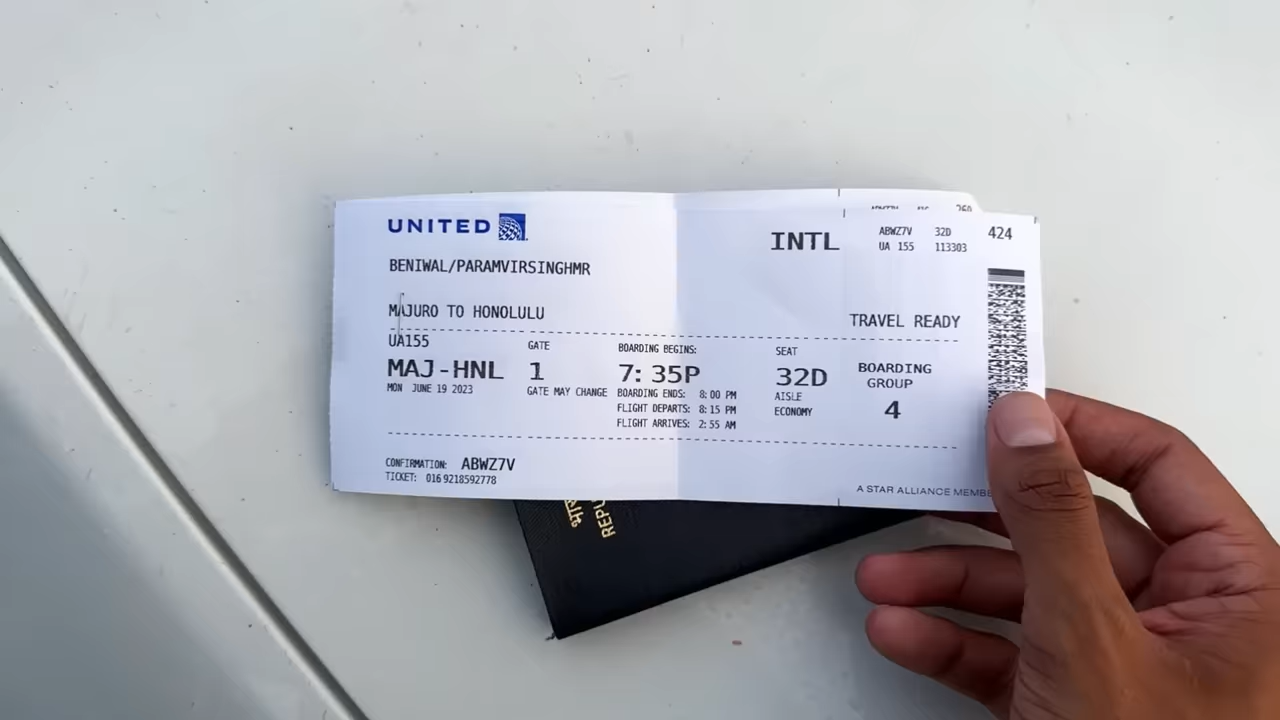 UNITED
INTL
ABWZ7V 32D 424
UA 155 113303
BENIWAL/PARAMVIRSINGHMR
MAJURO TO HONOLULU
TRAVEL READY
UA155 GATE BOARDING BEGINS: SEAT BOARDING
MAJ-HNL 1 7:35P 32D GROUP
MON JUNE 19 2023 GATE MAY CHANGE BOARDING ENDS: 8:00 PM AISLE 4
FLIGHT DEPARTS: 8:15 PM ECONOMY
FLIGHT ARRIVES: 2:55 AM
CONFIRMATION: ABWZ7V
TICKET: 016 9218592778
A STAR ALLIANCE